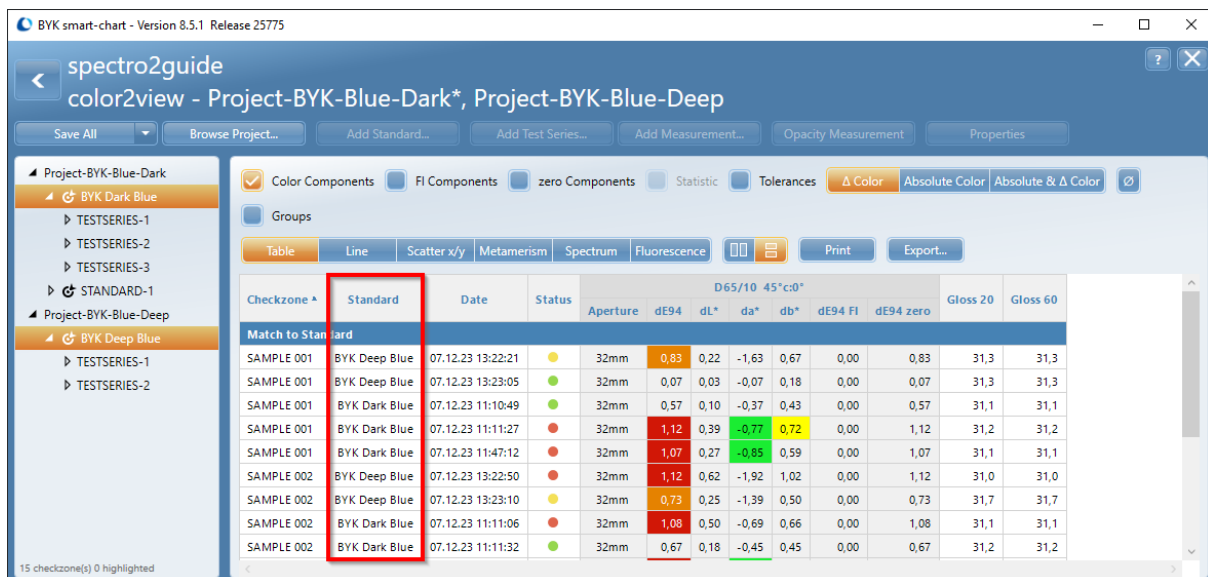 BYK smart-chart - Version 8.5.1 Release 25775
spectro2guide
color2view - Project-BYK-Blue-Dark*, Project-BYK-Blue-Deep
Save All Browse Project... Add Standard... Add Test Series... Add Measurement... Opacity Measurement Properties
Project-BYK-Blue-Dark
BYK Dark Blue
TESTSERIES-1
TESTSERIES-2
TESTSERIES-3
STANDARD-1
Project-BYK-Blue-Deep
BYK Deep Blue
TESTSERIES-1
TESTSERIES-2
15 checkzone(s) 0 highlighted
Color Components Fl Components zero Components Statistic Tolerances Δ Color Absolute Color Absolute & Δ Color Ø
Groups
Table Line Scatter x/y Metamerism Spectrum Fluorescence Print Export...
D65/10 45°c:0°
Checkzone Standard Date Status Aperture dE94 dL* da* db* dE94 Fl dE94 zero Gloss 20 Gloss 60
Match to Standard
SAMPLE 001 BYK Deep Blue 07.12.23 13:22:21 32mm 0,83 0,22 -1,63 0,67 0,00 0,83 31,3 31,3
SAMPLE 001 BYK Deep Blue 07.12.23 13:23:05 32mm 0,07 0,03 -0,07 0,18 0,00 0,07 31,3 31,3
SAMPLE 001 BYK Dark Blue 07.12.23 11:10:49 32mm 0,57 0,10 -0,37 0,43 0,00 0,57 31,1 31,1
SAMPLE 001 BYK Dark Blue 07.12.23 11:11:27 32mm 1,12 0,39 -0,77 0,72 0,00 1,12 31,2 31,2
SAMPLE 001 BYK Dark Blue 07.12.23 11:47:12 32mm 1,07 0,27 -0,85 0,59 0,00 1,07 31,1 31,1
SAMPLE 002 BYK Deep Blue 07.12.23 13:22:50 32mm 1,12 0,62 -1,92 1,02 0,00 1,12 31,0 31,0
SAMPLE 002 BYK Deep Blue 07.12.23 13:23:10 32mm 0,73 0,25 -1,39 0,50 0,00 0,73 31,7 31,7
SAMPLE 002 BYK Dark Blue 07.12.23 11:11:06 32mm 1,08 0,50 -0,69 0,66 0,00 1,08 31,1 31,1
SAMPLE 002 BYK Dark Blue 07.12.23 11:11:32 32mm 0,67 0,18 -0,45 0,45 0,00 0,67 31,2 31,2